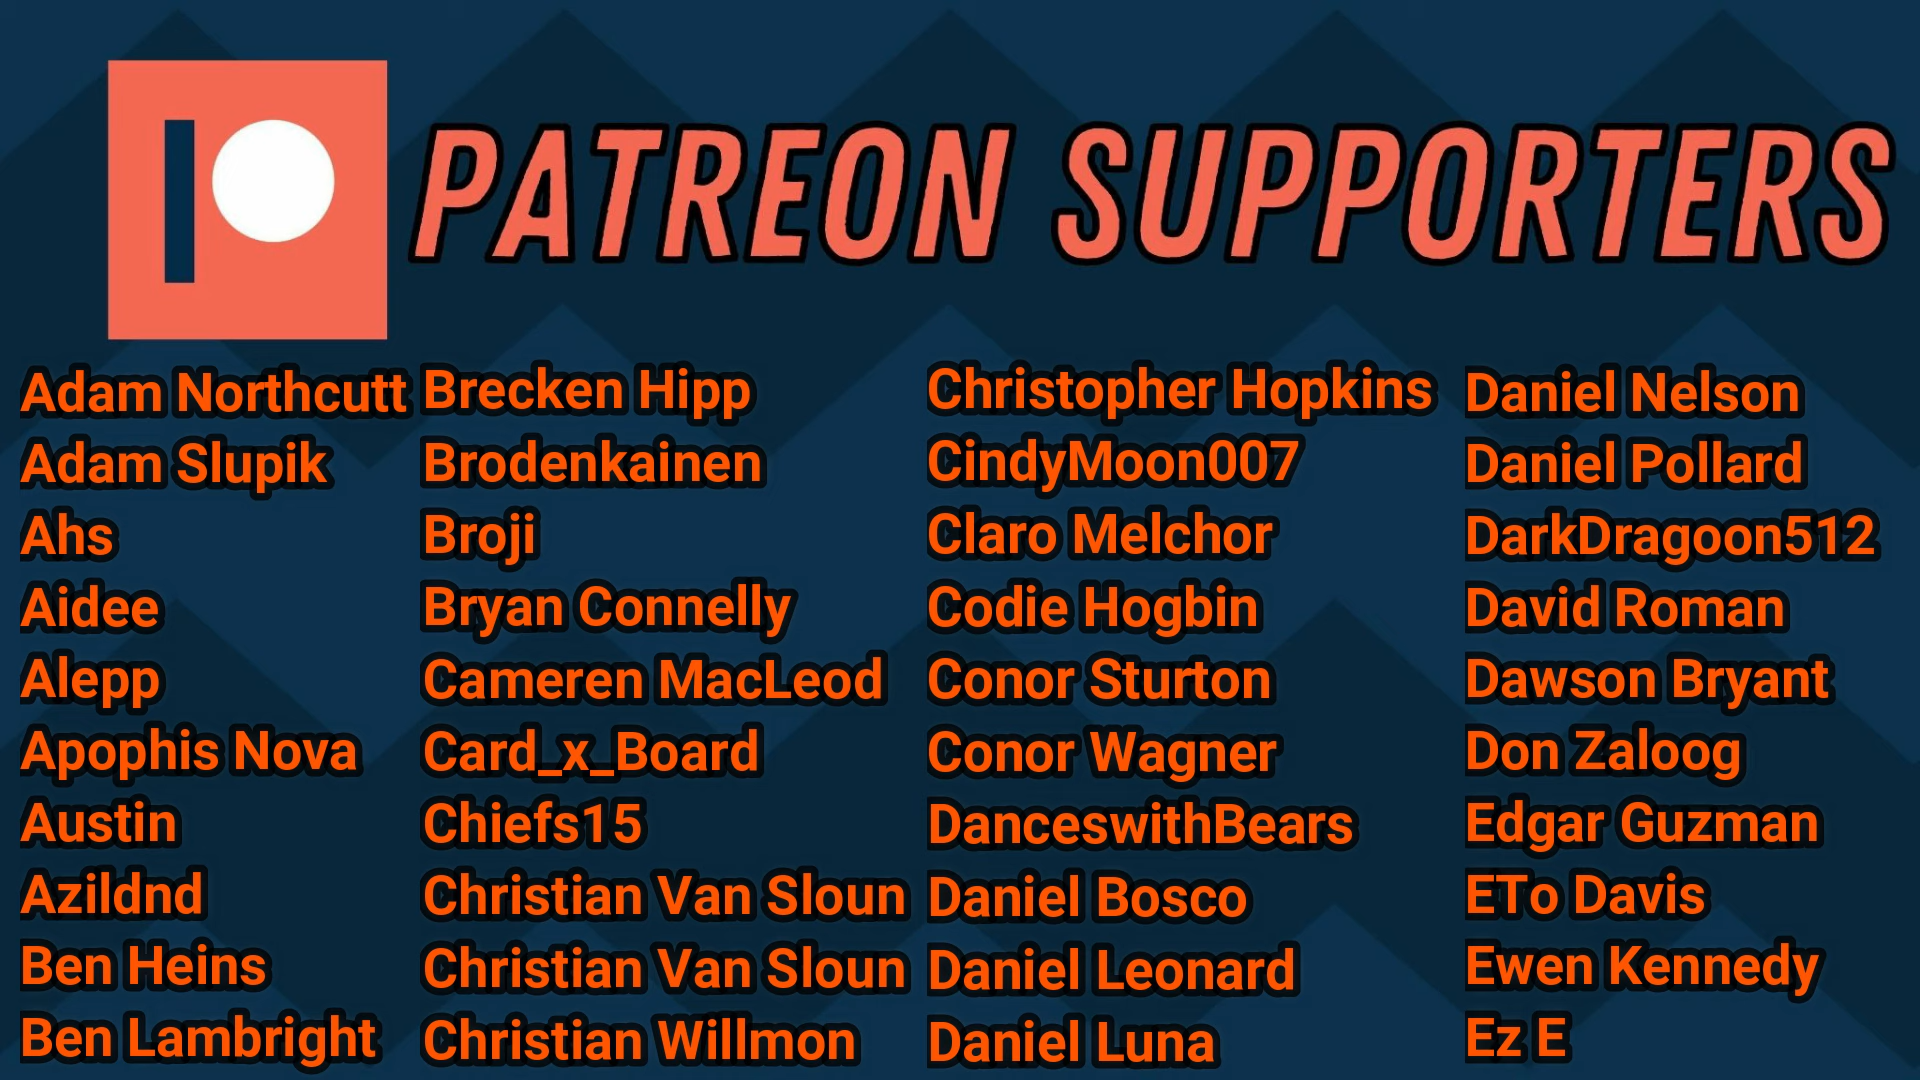 PATREON SUPPORTERS
Adam Northcutt
Adam Slupik
Ahs
Aidee
Alepp
Apophis Nova
Austin
Azildnd
Ben Heins
Ben Lambright
Brecken Hipp
Brodenkainen
Broji
Bryan Connelly
Cameren MacLeod
Card_x_Board
Chiefs15
Christian Van Sloun
Christian Van Sloun
Christian Willmon
Christopher Hopkins
CindyMoon007
Claro Melchor
Codie Hogbin
Conor Sturton
Conor Wagner
DanceswithBears
Daniel Bosco
Daniel Leonard
Daniel Luna
Daniel Nelson
Daniel Pollard
DarkDragoon512
David Roman
Dawson Bryant
Don Zaloog
Edgar Guzman
ETo Davis
Ewen Kennedy
Ez E